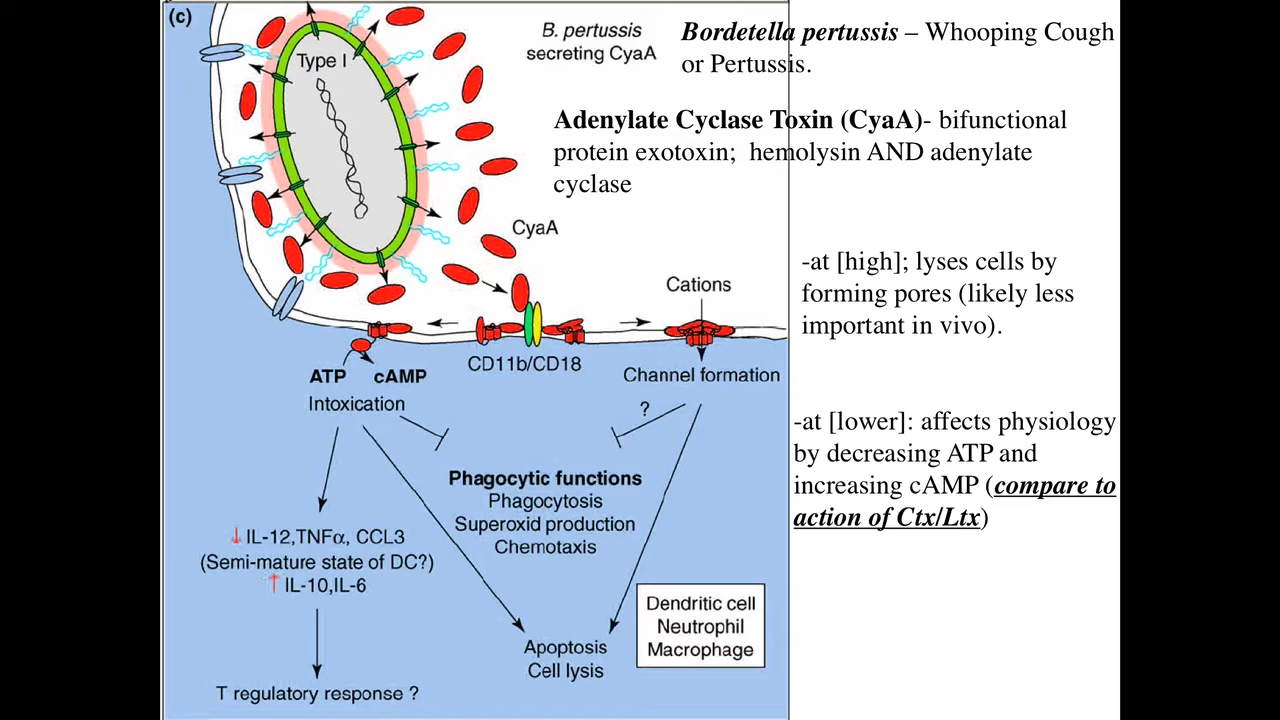 (c)
B. pertussis
secreting CyaA
Type I
CyaA
Cations
CD11b/CD18
Channel formation
ATP cAMP
Intoxication
?
Phagocytic functions
Phagocytosis
Superoxid production
Chemotaxis
↓ IL-12,TNFα, CCL3
(Semi-mature state of DC?)
↑ IL-10,IL-6
T regulatory response ?
Apoptosis
Cell lysis
Dendritic cell
Neutrophil
Macrophage
Bordetella pertussis – Whooping Cough
or Pertussis.
Adenylate Cyclase Toxin (CyaA)- bifunctional
protein exotoxin; hemolysin AND adenylate
cyclase
-at [high]; lyses cells by
forming pores (likely less
important in vivo).
-at [lower]: affects physiology
by decreasing ATP and
increasing cAMP (compare to
action of Ctx/Ltx)